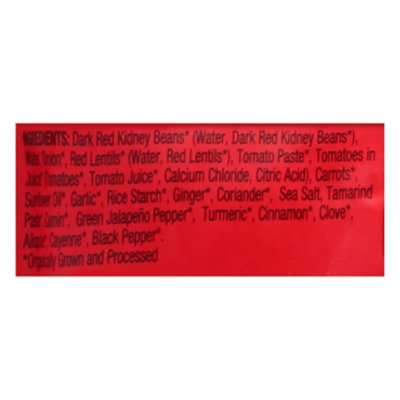 INGREDIENTS: Dark Red Kidney Beans* (Water, Dark Red Kidney Beans*),
Water, Onion*, Red Lentils* (Water, Red Lentils*), Tomato Paste*, Tomatoes in
Juice* Tomatoes*, Tomato Juice*, Calcium Chloride, Citric Acid), Carrots*,
Sunflower Oil*, Garlic*, Rice Starch*, Ginger*, Coriander*, Sea Salt, Tamarind
Paste* Cumin*, Green Jalapeño Pepper*, Turmeric*, Cinnamon*, Clove*,
Allspice* Cayenne*, Black Pepper*.
*Organically Grown and Processed